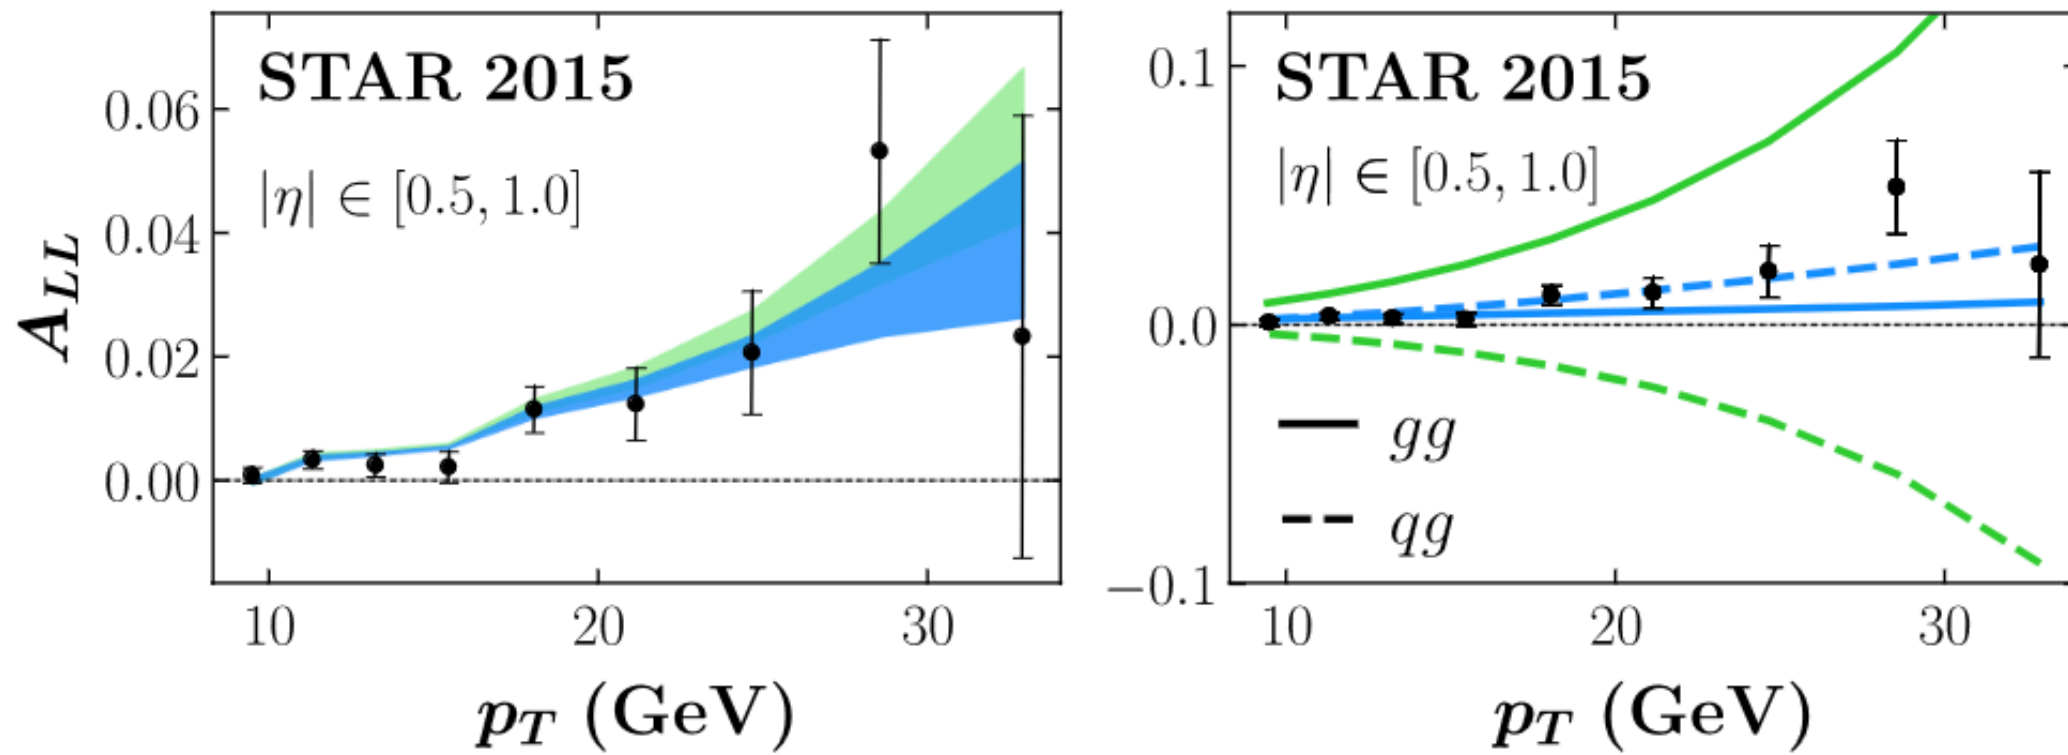 STAR 2015
|η| ∈ [0.5, 1.0]
A_{LL}
0.06
0.04
0.02
0.00
10 20 30
p_T (GeV)
STAR 2015
|η| ∈ [0.5, 1.0]
0.1
0.0
−0.1
gg
qg
10 20 30
p_T (GeV)